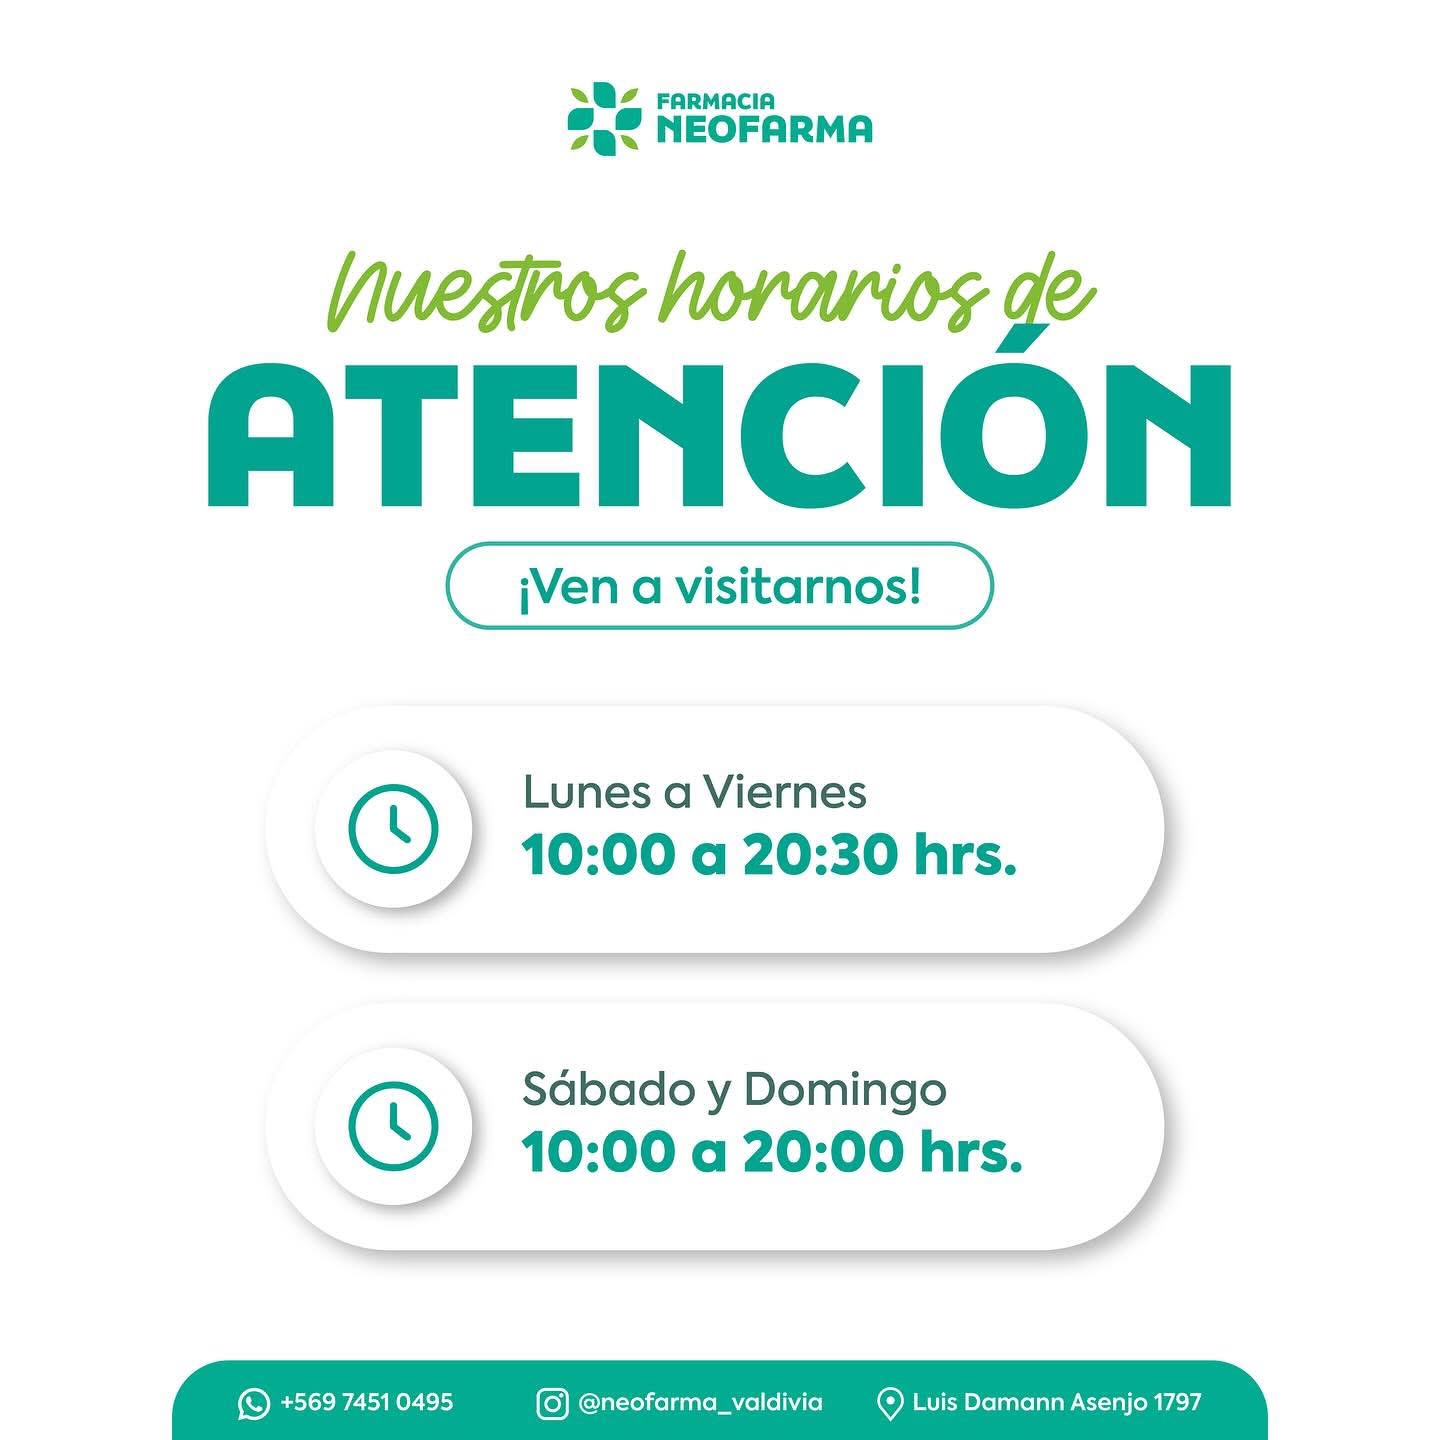 FARMACIA
NEOFARMA
Nuestros horarios de
ATENCIÓN
¡Ven a visitarnos!
Lunes a Viernes
10:00 a 20:30 hrs.
Sábado y Domingo
10:00 a 20:00 hrs.
+569 7451 0495 @neofarma_valdivia Luis Damann Asenjo 1797